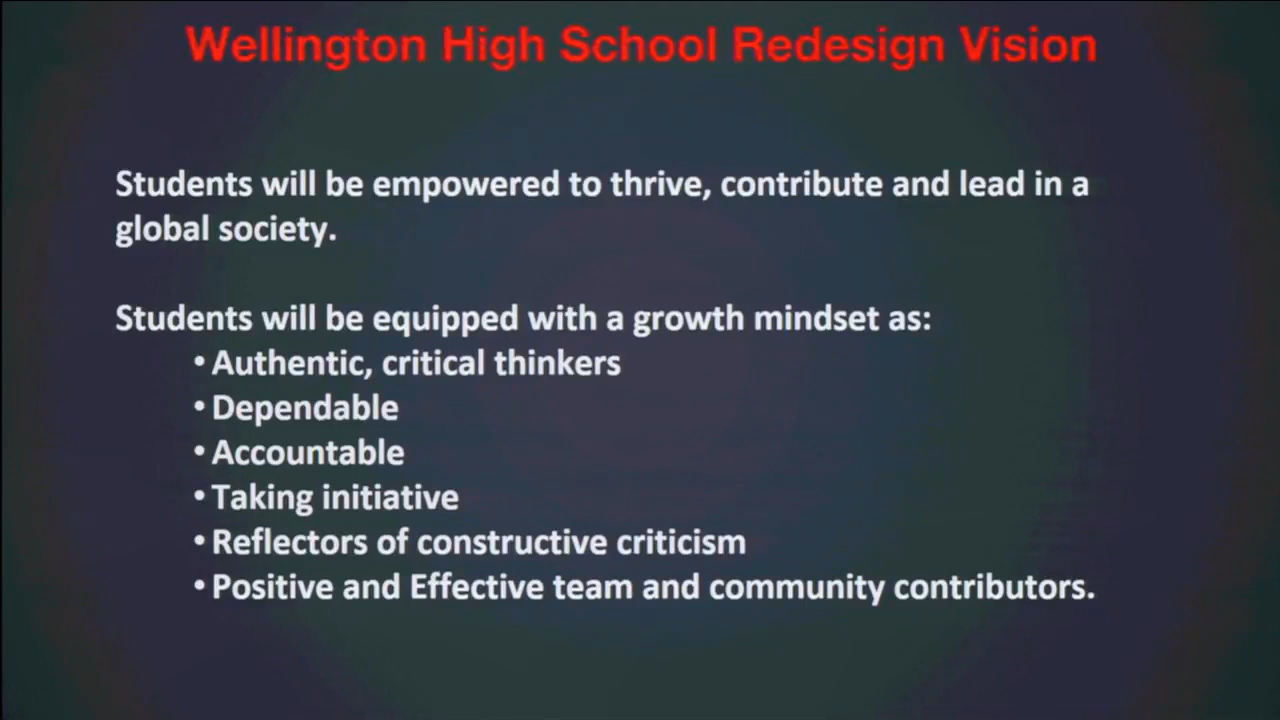 Wellington High School Redesign Vision
Students will be empowered to thrive, contribute and lead in a
global society.
Students will be equipped with a growth mindset as:
• Authentic, critical thinkers
• Dependable
• Accountable
• Taking initiative
• Reflectors of constructive criticism
• Positive and Effective team and community contributors.